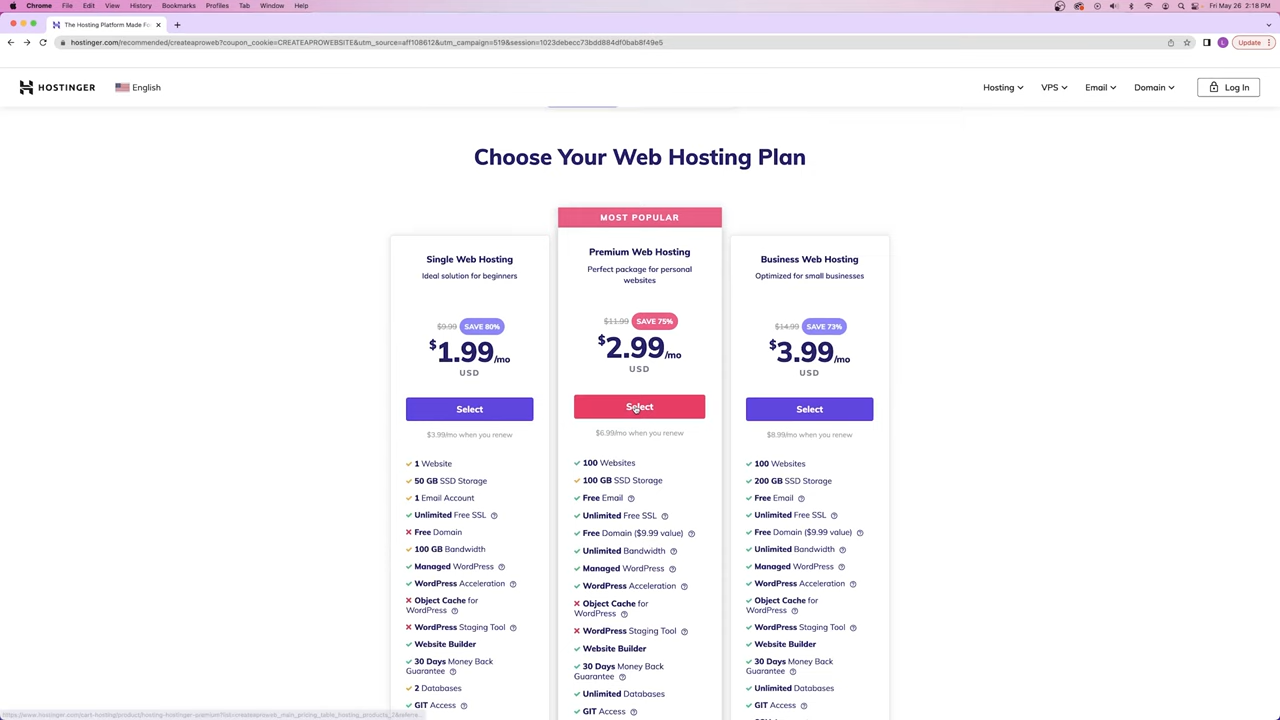 Chrome File Edit View History Bookmarks Profiles Tab Window Help
Fri May 26 2:18 PM
The Hosting Platform Made Fo
hostinger.com/recommended/createaproweb?coupon_cookie=CREATEAPROWEBSITE&utm_source=aff108612&utm_campaign=519&session=1023debecc73bdd884df0bab8f49e5
L
Update
HOSTINGER
English
Hosting VPS Email Domain Log In
Choose Your Web Hosting Plan
Single Web Hosting
Ideal solution for beginners
$9.99 SAVE 80%
$1.99/mo
USD
Select
$3.99/mo when you renew
1 Website
50 GB SSD Storage
1 Email Account
Unlimited Free SSL
Free Domain
100 GB Bandwidth
Managed WordPress
WordPress Acceleration
Object Cache for
WordPress
WordPress Staging Tool
Website Builder
30 Days Money Back
Guarantee
2 Databases
GIT Access
MOST POPULAR
Premium Web Hosting
Perfect package for personal
websites
$11.99 SAVE 75%
$2.99/mo
USD
Select
$6.99/mo when you renew
100 Websites
100 GB SSD Storage
Free Email
Unlimited Free SSL
Free Domain ($9.99 value)
Unlimited Bandwidth
Managed WordPress
WordPress Acceleration
Object Cache for
WordPress
WordPress Staging Tool
Website Builder
30 Days Money Back
Guarantee
Unlimited Databases
GIT Access
Business Web Hosting
Optimized for small businesses
$14.99 SAVE 73%
$3.99/mo
USD
Select
$8.99/mo when you renew
100 Websites
200 GB SSD Storage
Free Email
Unlimited Free SSL
Free Domain ($9.99 value)
Unlimited Bandwidth
Managed WordPress
WordPress Acceleration
Object Cache for
WordPress
WordPress Staging Tool
Website Builder
30 Days Money Back
Guarantee
Unlimited Databases
GIT Access